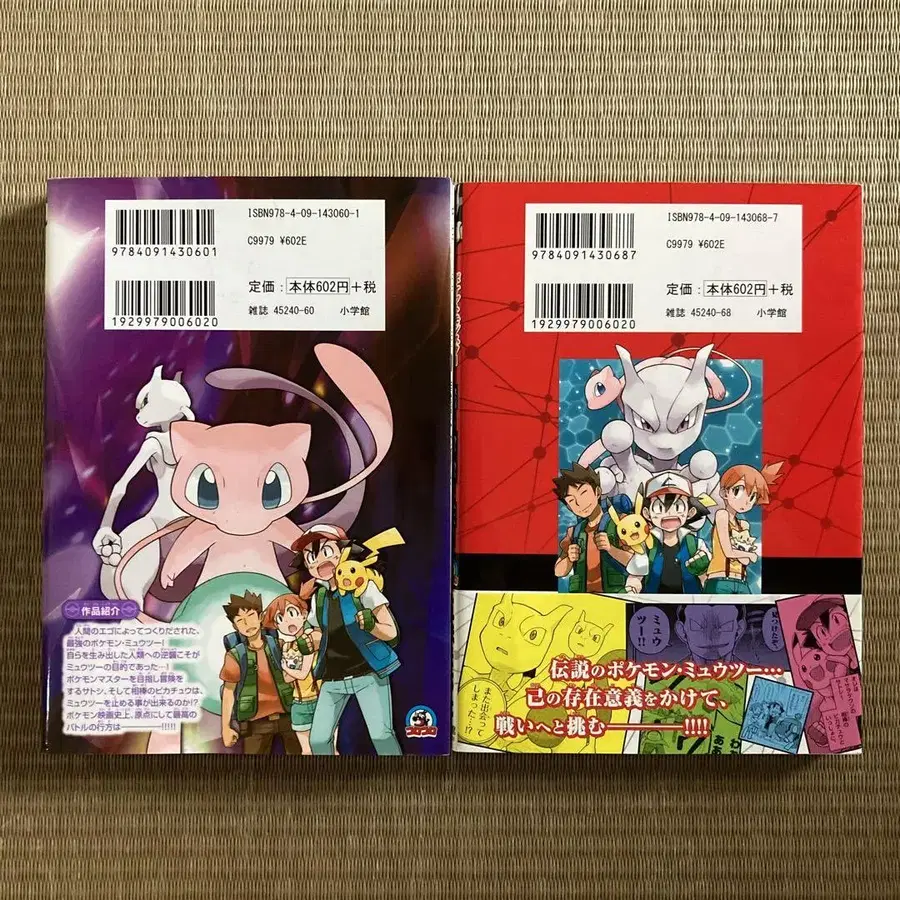 ISBN978-4-09-143060-1
C9979 ¥602E
9784091430601
定価：本体602円+税
雑誌 45240-60 小学館
1929979006020
作品紹介
人間のエゴによってつくりだされた、
最強のポケモン・ミュウツー！
自らを生み出した人類への逆襲こそが
ミュウツーの目的であった…！
ポケモンマスターを目指し冒険を
するサトシ、そして相棒のピカチュウは、
ミュウツーを止める事が出来るのか!?
ポケモン映画史上、原点にして最高の
バトルの行方は━━━!!!!!
ISBN978-4-09-143068-7
C9979 ¥602E
9784091430687
定価：本体602円+税
雑誌 45240-68 小学館
1929979006020
ミュウ
ツー!!
伝説のポケモン・ミュウツー…
己の存在意義をかけて、
戦いへと挑む━━━!!!!
また出会って
しまった…!?